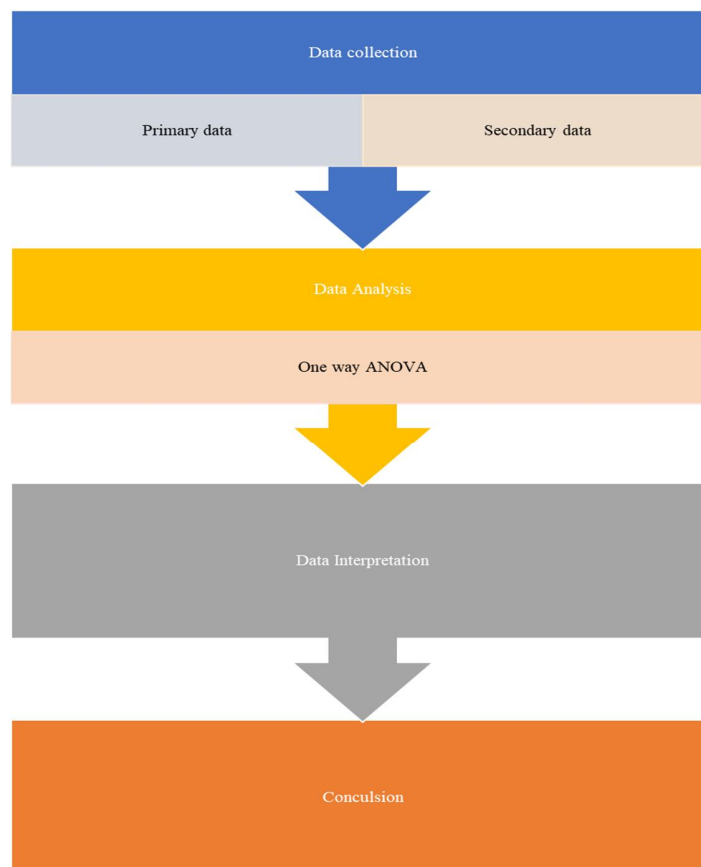 Data collection
Primary data
Secondary data
Data Analysis
One way ANOVA
Data Interpretation
Conculsion